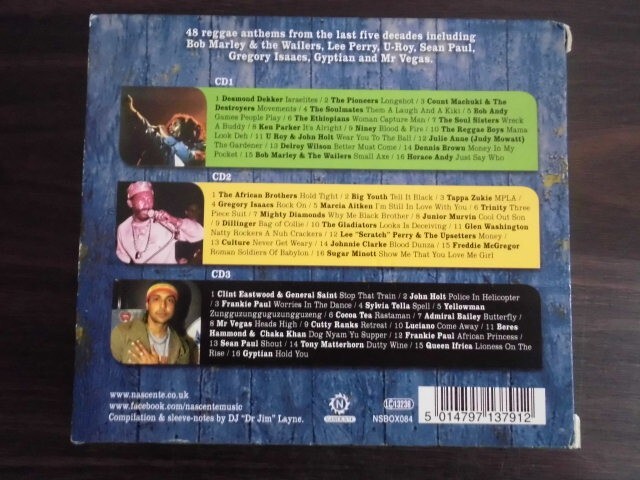 48 reggae anthems from the last five decades including
Bob Marley & the Wailers, Lee Perry, U-Roy, Sean Paul,
Gregory Isaacs, Gyptian and Mr Vegas.
CD1
1 Desmond Dekker Israelites / 2 The Pioneers Longshot / 3 Count Machuki & The
Destroyers Movements / 4 The Soulmates Them A Laugh And A Kiki / 5 Bob Andy
Games People Play / 6 The Ethiopians Woman Capture Man / 7 The Soul Sisters Wreck
A Buddy / 8 Ken Parker It's Alright / 9 Niney Blood & Fire / 10 The Reggae Boys Mama
Look Deh / 11 U Roy & John Holt Wear You To The Ball / 12 Julie Anne (Judy Mowatt)
The Gardener / 13 Delroy Wilson Better Must Come / 14 Dennis Brown Money In My
Pocket / 15 Bob Marley & The Wailers Small Axe / 16 Horace Andy Just Say Who
CD2
1 The African Brothers Hold Tight / 2 Big Youth Tell It Black / 3 Tappa Zukie MPLA /
4 Gregory Isaacs Rock On / 5 Marcia Aitken I'm Still In Love With You / 6 Trinity Three
Piece Suit / 7 Mighty Diamonds Why Me Black Brother / 8 Junior Murvin Cool Out Son
/ 9 Dillinger Bag of Collie / 10 The Gladiators Looks Is Deceiving / 11 Glen Washington
Natty Rockers A Nuh Crackers / 12 Lee "Scratch" Perry & The Upsetters Money /
13 Culture Never Get Weary / 14 Johnnie Clarke Blood Dunza / 15 Freddie McGregor
Roman Soldiers Of Babylon / 16 Sugar Minott Show Me That You Love Me Girl
CD3
1 Clint Eastwood & General Saint Stop That Train / 2 John Holt Police In Helicopter
/ 3 Frankie Paul Worries In The Dance / 4 Sylvia Tella Spell / 5 Yellowman
Zungguzungguguzungguzeng / 6 Cocoa Tea Rastaman / 7 Admiral Bailey Butterfly /
8 Mr Vegas Heads High / 9 Cutty Ranks Retreat / 10 Luciano Come Away / 11 Beres
Hammond & Chaka Khan Dog Nyam Yu Supper / 12 Frankie Paul African Princess /
13 Sean Paul Shout / 14 Tony Matterhorn Dutty Wine / 15 Queen Ifrica Lioness On The
Rise / 16 Gyptian Hold You
www.nascente.co.uk
www.facebook.com/nascentemusic
Compilation & sleeve-notes by DJ "Dr Jim" Layne.
N
NASCENTE
LC 13238
NSBOX084
5 014797 137912